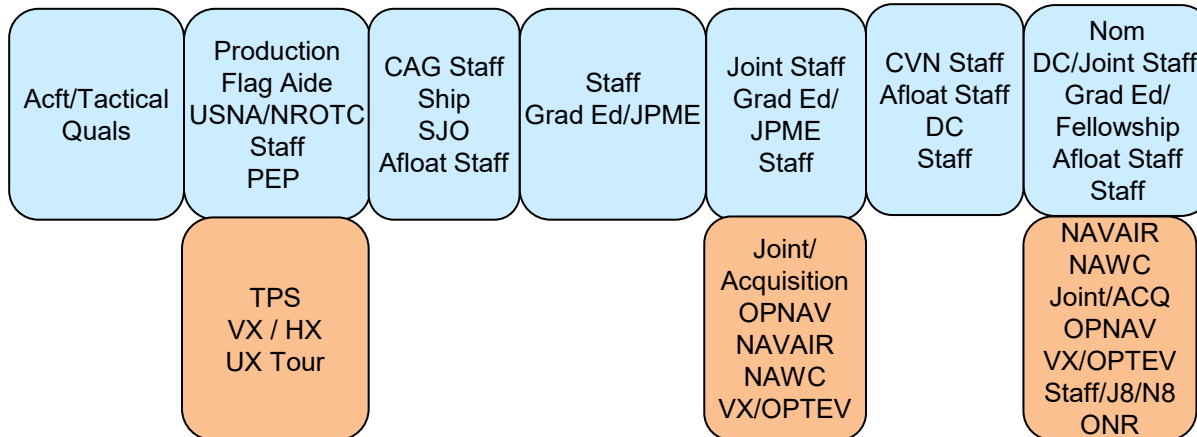 Acft/Tactical
Quals
Production
Flag Aide
USNA/NROTC
Staff
PEP
CAG Staff
Ship
SJO
Afloat Staff
Staff
Grad Ed/JPME
Joint Staff
Grad Ed/
JPME
Staff
CVN Staff
Afloat Staff
DC
Staff
Nom
DC/Joint Staff
Grad Ed/
Fellowship
Afloat Staff
Staff
TPS
VX / HX
UX Tour
Joint/
Acquisition
OPNAV
NAVAIR
NAWC
VX/OPTEV
NAVAIR
NAWC
Joint/ACQ
OPNAV
VX/OPTEV
Staff/J8/N8
ONR